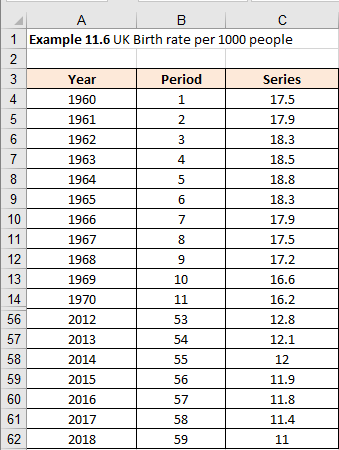 A B C
1 Example 11.6 UK Birth rate per 1000 people
2
3 Year Period Series
4 1960 1 17.5
5 1961 2 17.9
6 1962 3 18.3
7 1963 4 18.5
8 1964 5 18.8
9 1965 6 18.3
10 1966 7 17.9
11 1967 8 17.5
12 1968 9 17.2
13 1969 10 16.6
14 1970 11 16.2
56 2012 53 12.8
57 2013 54 12.1
58 2014 55 12
59 2015 56 11.9
60 2016 57 11.8
61 2017 58 11.4
62 2018 59 11